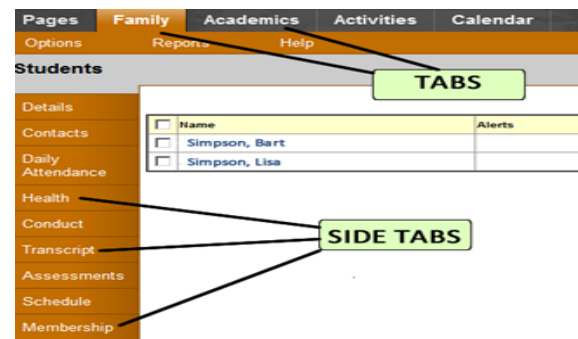 Pages Family Academics Activities Calendar
Options Reports Help
Students
TABS
Details
Contacts
Daily
Attendance
Health
Conduct
Transcript
Assessments
Schedule
Membership
Name Alerts
Simpson, Bart
Simpson, Lisa
SIDE TABS